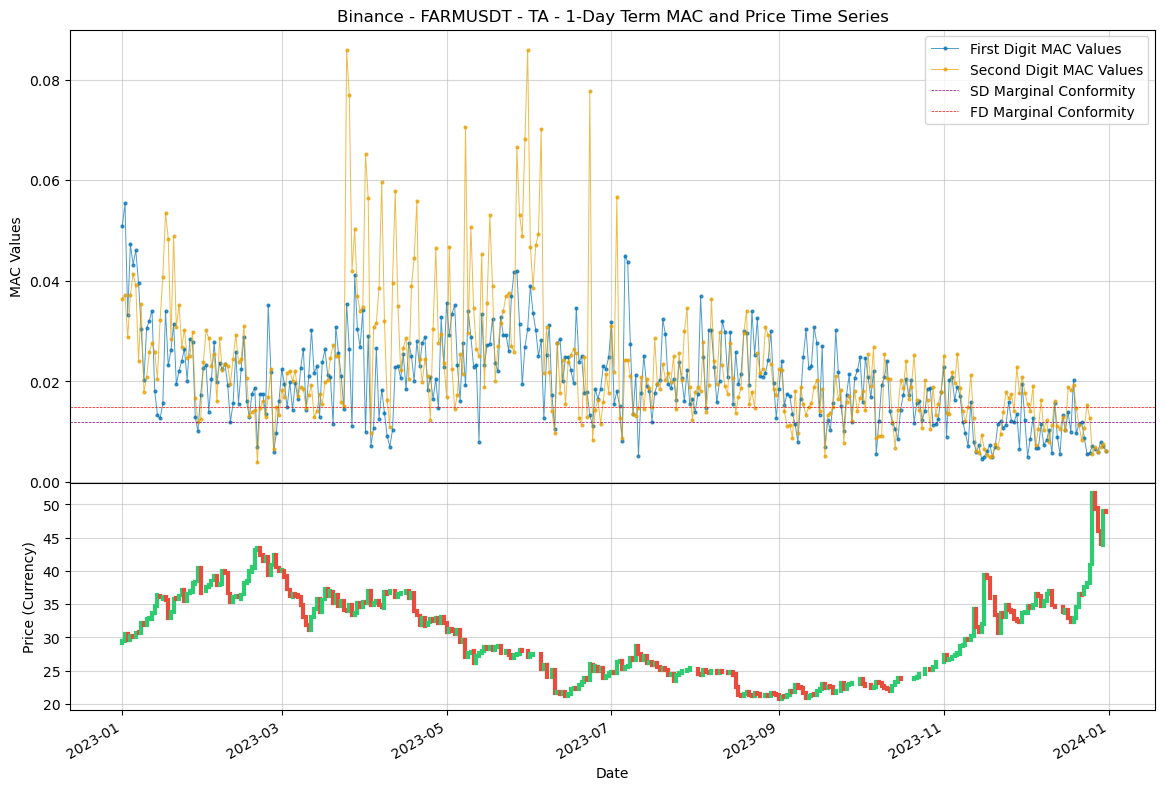 Binance - FARMUSDT - TA - 1-Day Term MAC and Price Time Series
First Digit MAC Values
Second Digit MAC Values
SD Marginal Conformity
FD Marginal Conformity
MAC Values
0.08
0.06
0.04
0.02
0.00
Price (Currency)
50
45
40
35
30
25
20
2023-01
2023-03
2023-05
2023-07
2023-09
2023-11
2024-01
Date